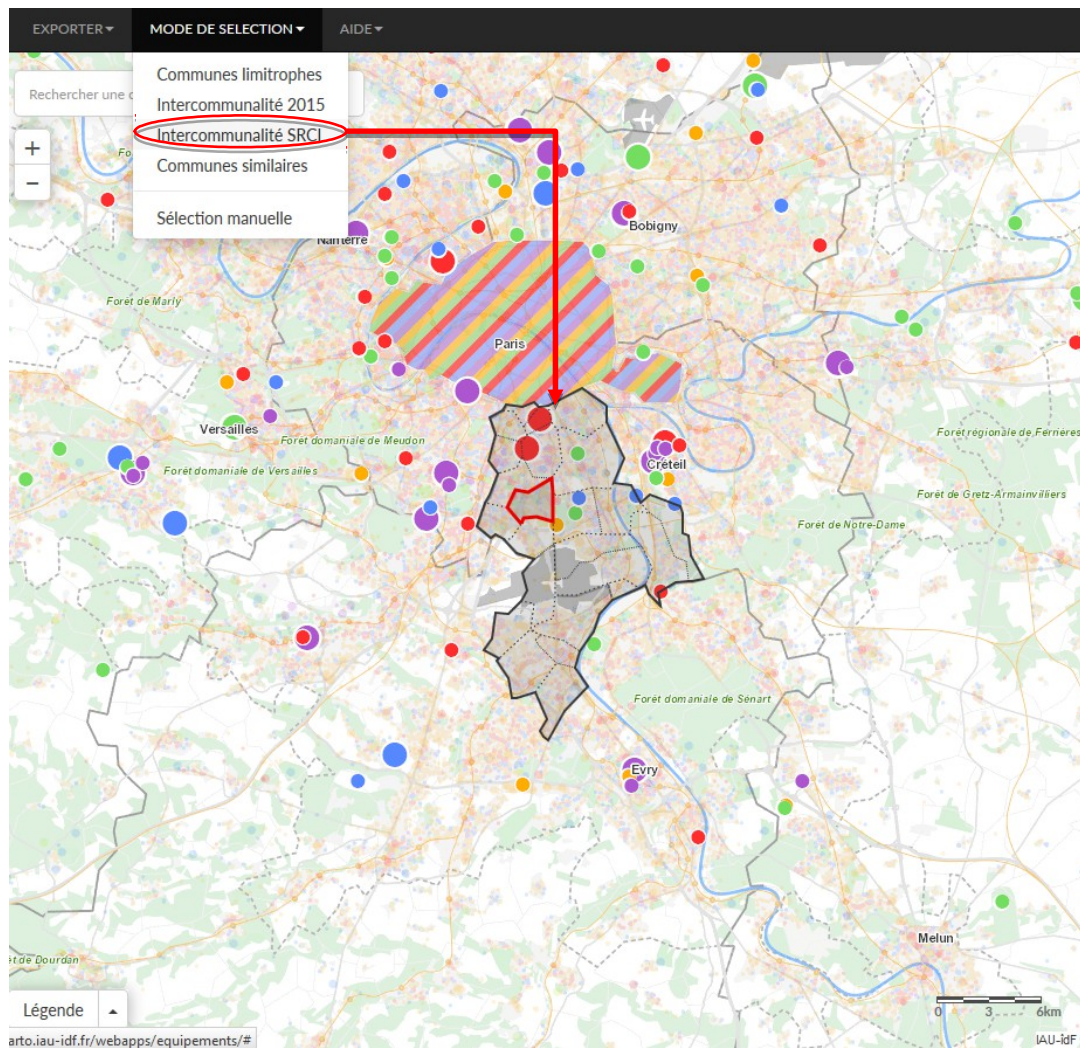 EXPORTER
MODE DE SELECTION
AIDE
Communes limitrophes
Rechercher une
Intercommunalité 2015
Intercommunalité SRCI
Communes similaires
Sélection manuelle
+
−
Bobigny
Nanterre
Forêt de Marly
Paris
Versailles
Forêt domaniale de Meudon
Forêt régionale de Ferrières
Forêt domaniale de Versailles
Créteil
Forêt de Gretz-Armainvilliers
Forêt de Notre-Dame
Forêt domaniale de Sénart
Evry
Melun
t de Dourdan
Légende
0 3 6km
arto.iau-idf.fr/webapps/equipements/#
IAU-îdF